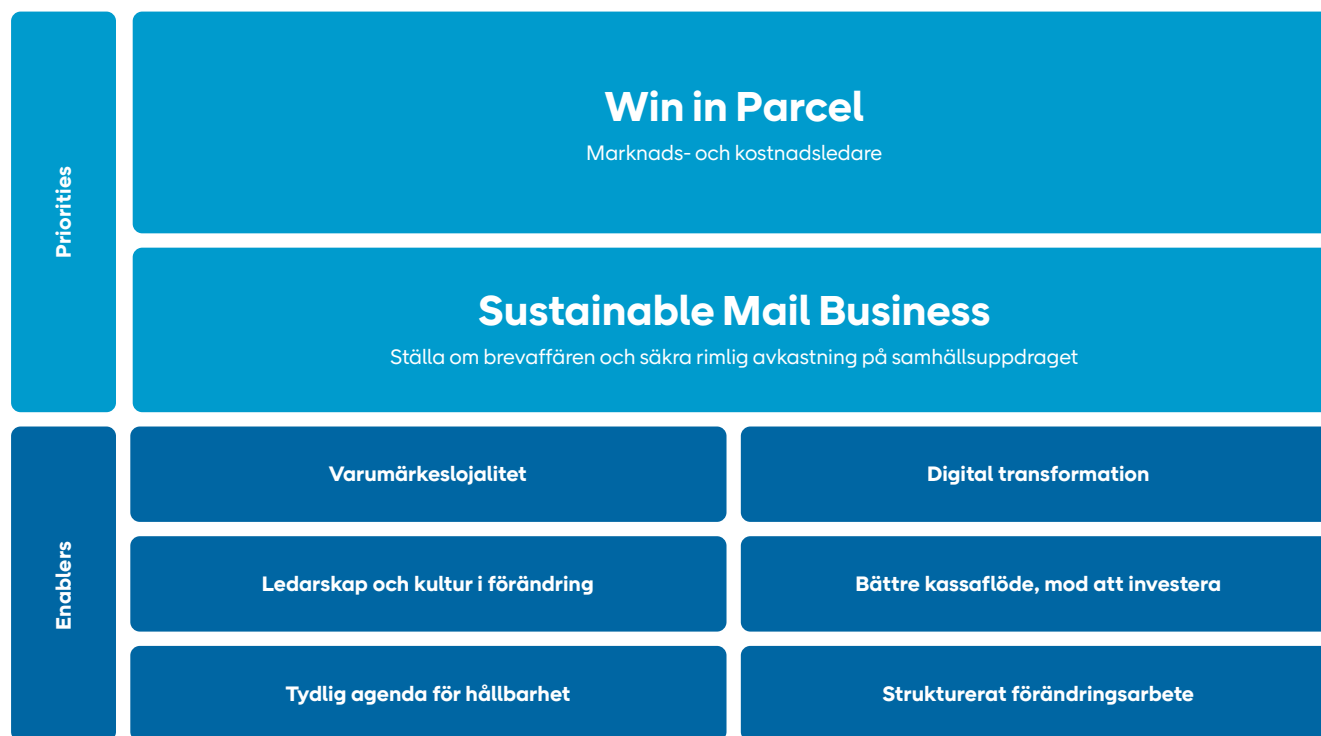 Priorities
Win in Parcel
Marknads- och kostnadsledare
Sustainable Mail Business
Ställa om brevaffären och säkra rimlig avkastning på samhällsuppdraget
Enablers
Varumärkeslojalitet
Digital transformation
Ledarskap och kultur i förändring
Bättre kassaflöde, mod att investera
Tydlig agenda för hållbarhet
Strukturerat förändringsarbete